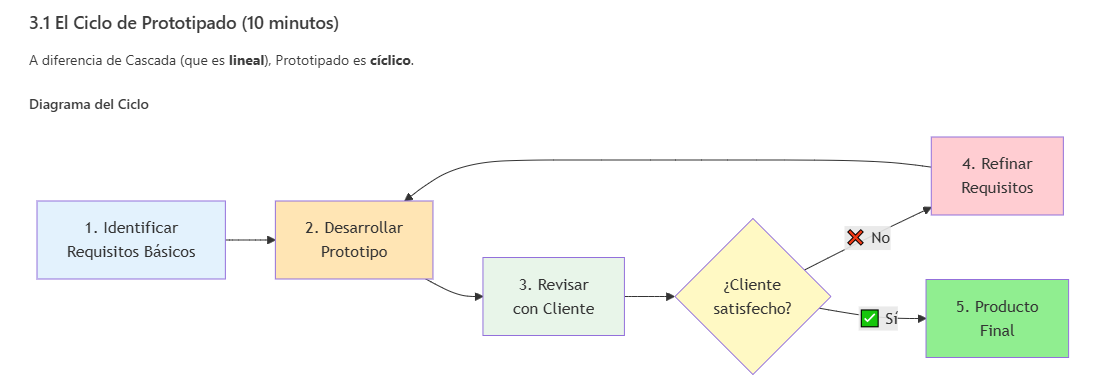 3.1 El Ciclo de Prototipado (10 minutos)
A diferencia de Cascada (que es lineal), Prototipado es cíclico.
Diagrama del Ciclo
1. Identificar
Requisitos Básicos
2. Desarrollar
Prototipo
3. Revisar
con Cliente
¿Cliente
satisfecho?
❌ No
4. Refinar
Requisitos
✅ Sí
5. Producto
Final